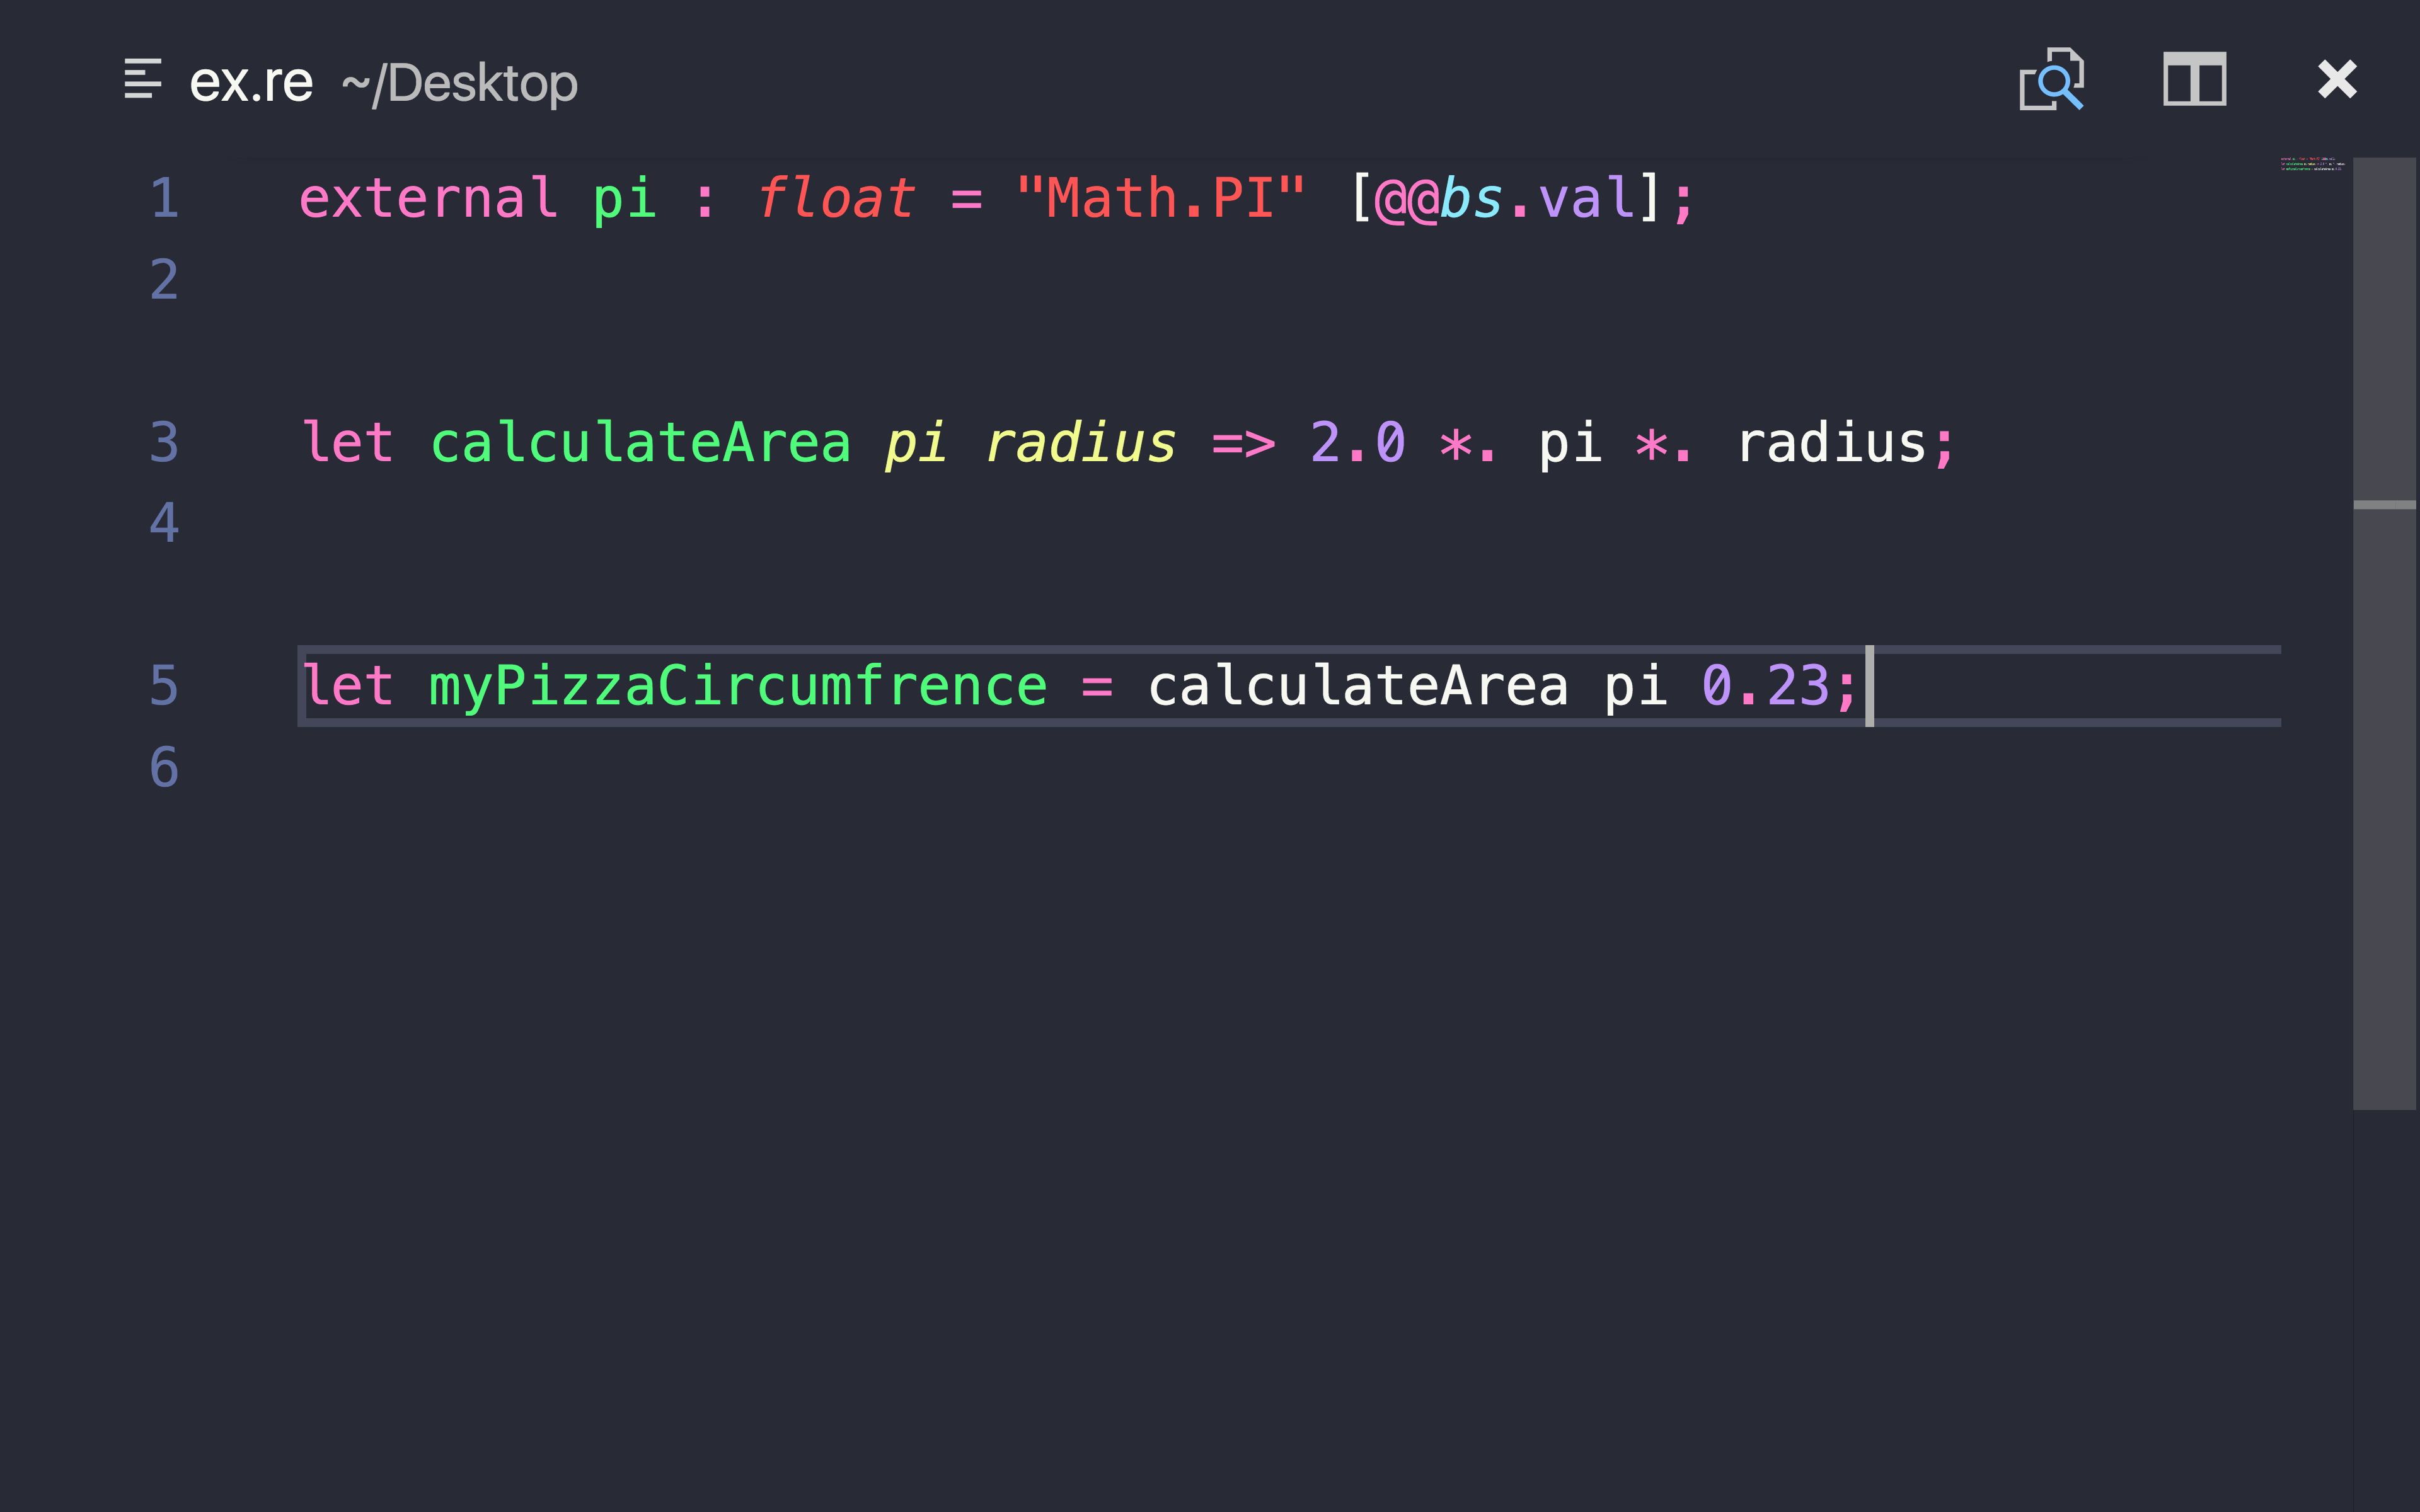 ex.re ~/Desktop
1 external pi : float = "Math.PI" [@@bs.val];
2
3 let calculateArea pi radius => 2.0 *. pi *. radius;
4
5 let myPizzaCircumfrence = calculateArea pi 0.23;
6